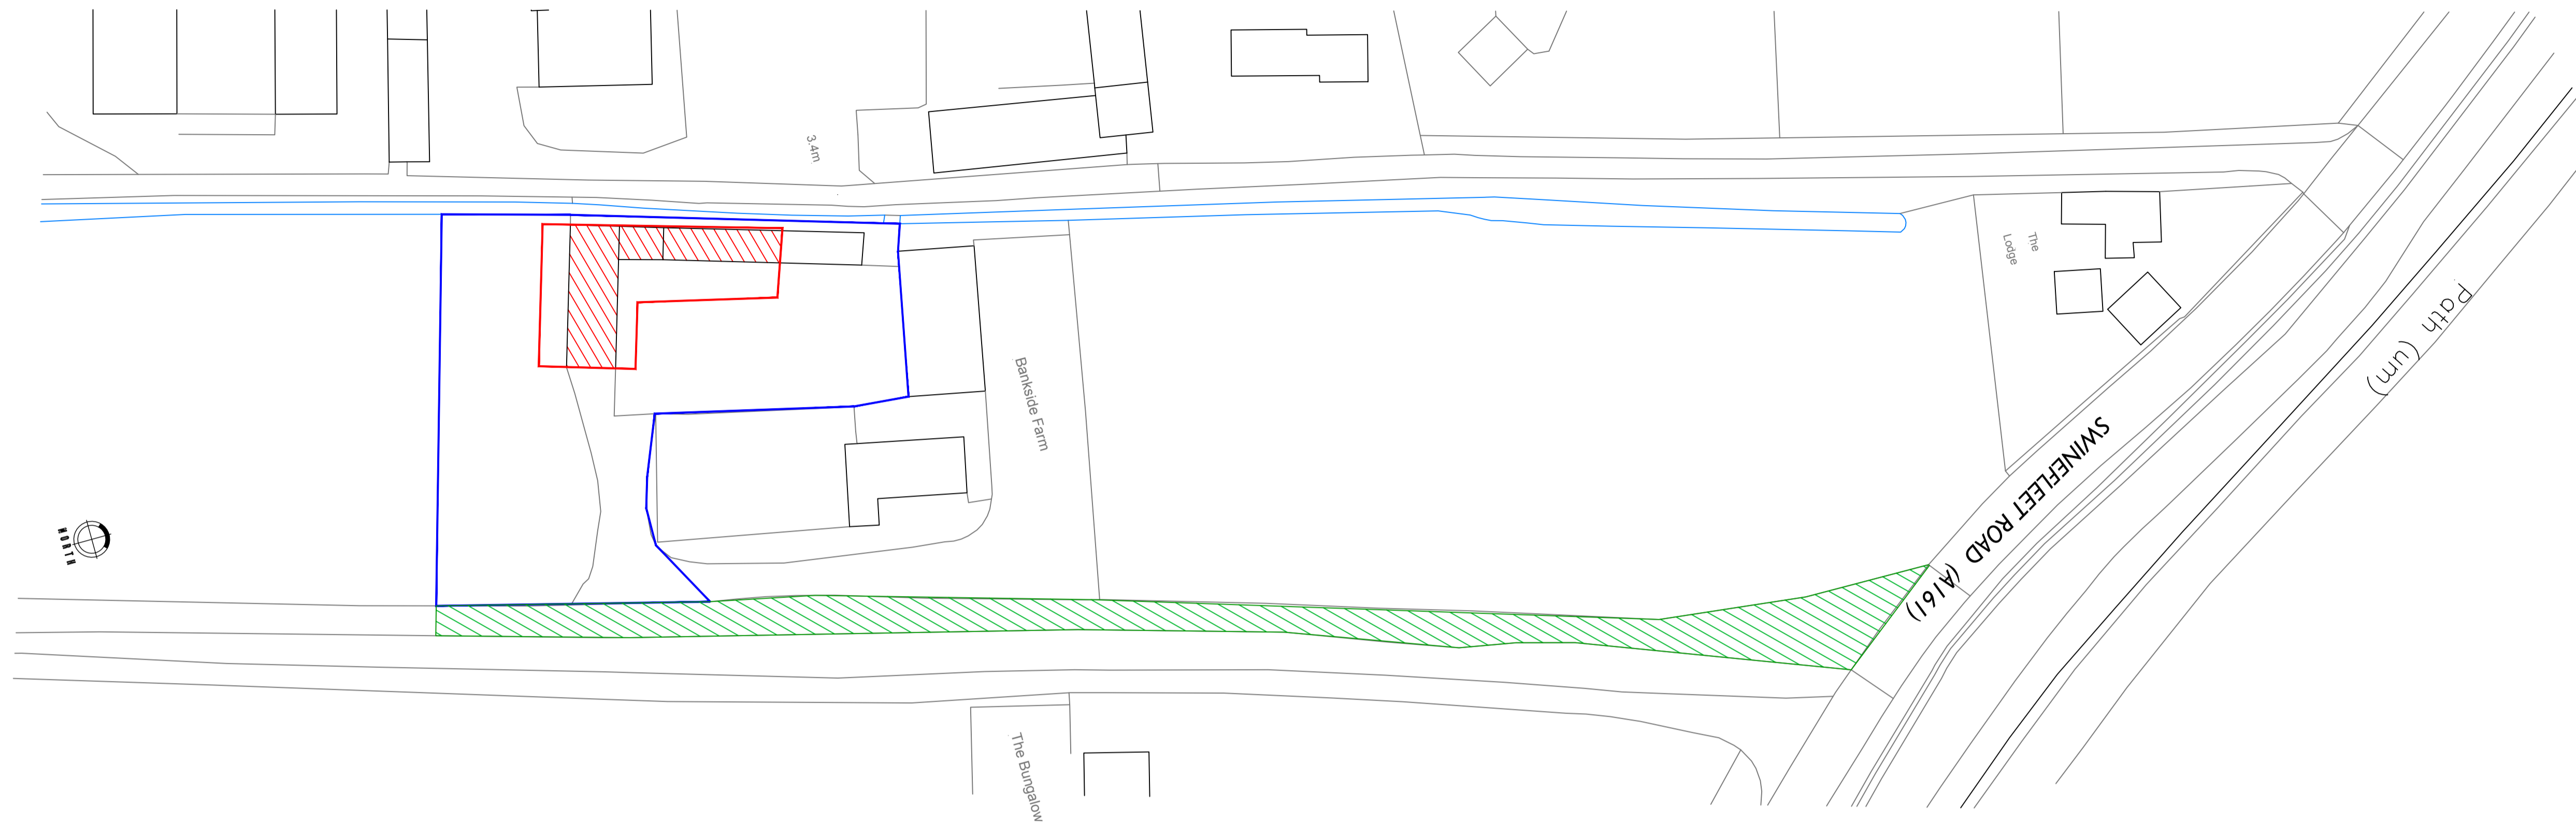 3.4m
The
Lodge
Path (um)
Bankside Farm
SWINEFLEET ROAD (A161)
NORTH
The Bungalow